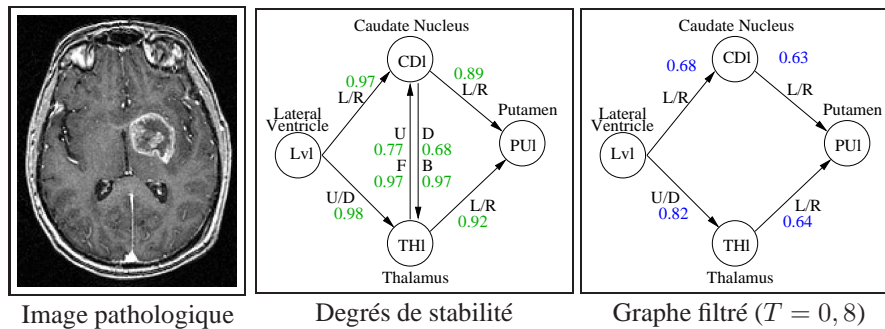 Caudate Nucleus
CDl
0.97
0.89
L/R
L/R
Lateral
Ventricle
Putamen
Lvl
U
D
0.77
0.68
F
B
0.97
0.97
PUl
U/D
0.98
L/R
0.92
THl
Thalamus
Caudate Nucleus
CDl
0.68
0.63
L/R
L/R
Lateral
Ventricle
Putamen
Lvl
PUl
U/D
0.82
L/R
0.64
THl
Thalamus
Image pathologique
Degrés de stabilité
Graphe filtré (T = 0, 8)